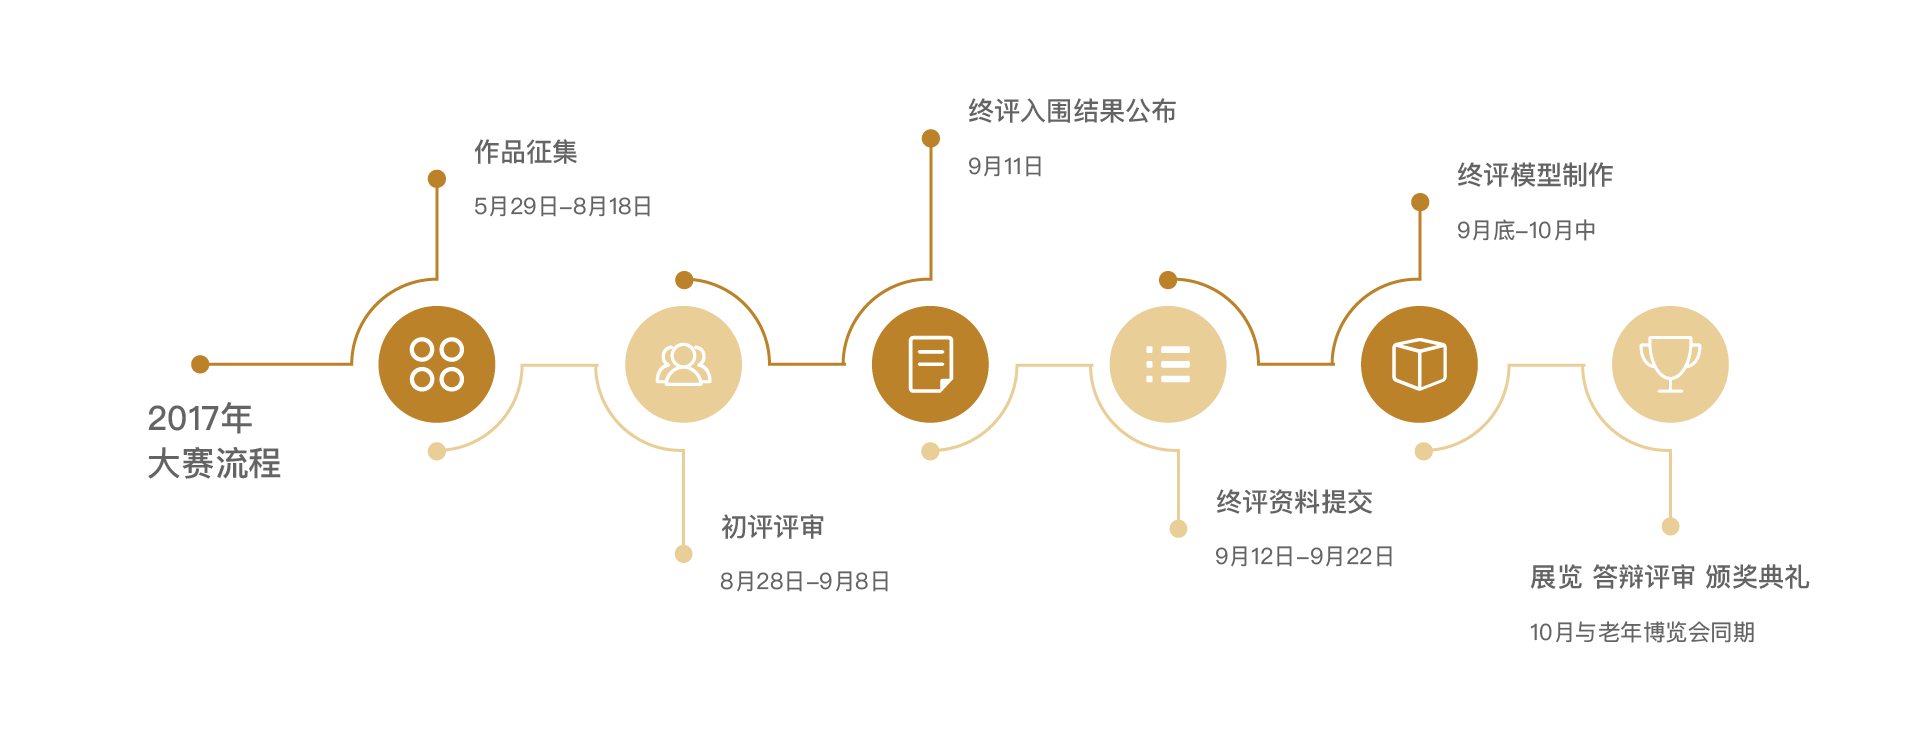 2017年
大赛流程
作品征集
5月29日–8月18日
初评评审
8月28日–9月8日
终评入围结果公布
9月11日
终评资料提交
9月12日–9月22日
终评模型制作
9月底–10月中
展览 答辩评审 颁奖典礼
10月与老年博览会同期